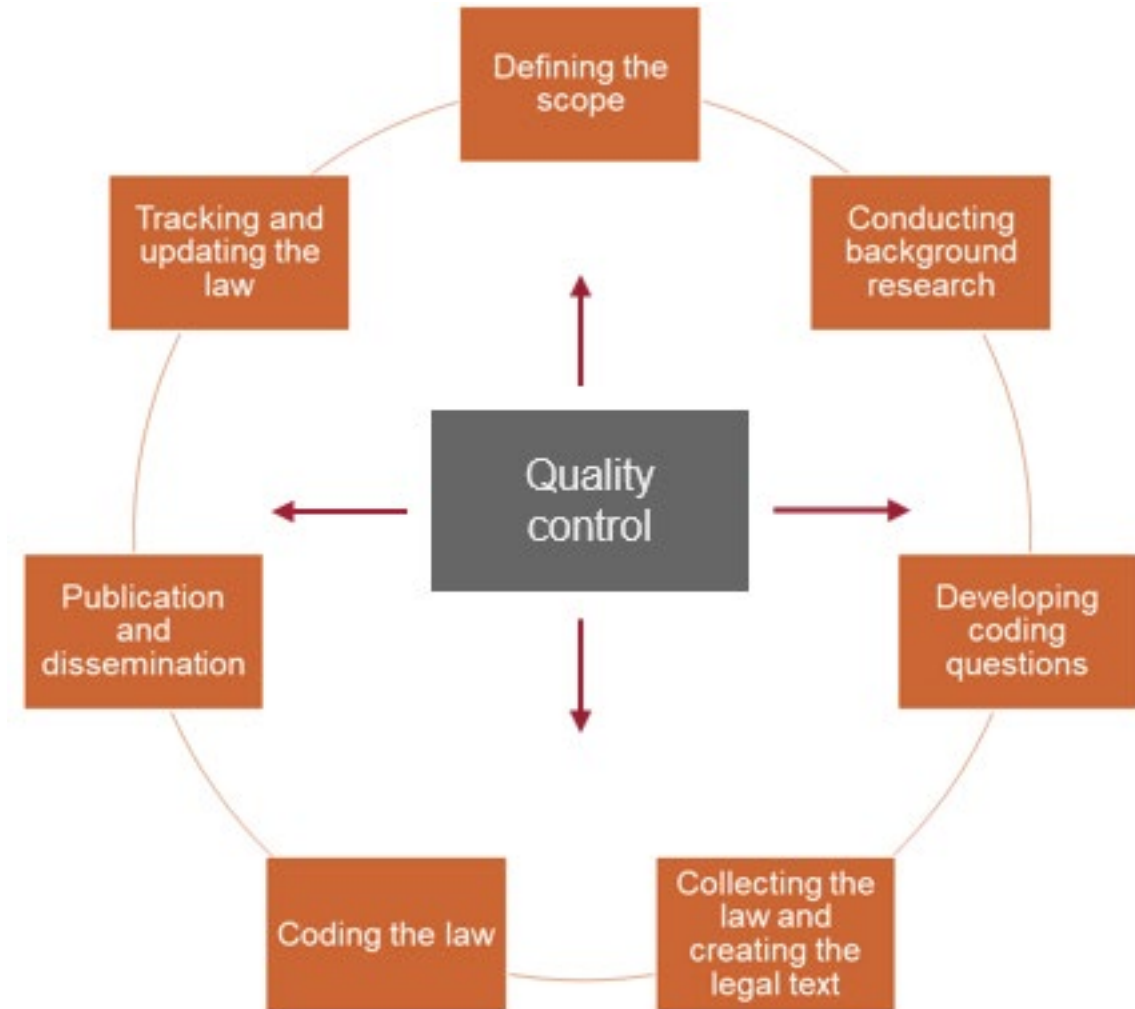 Defining the
scope
Conducting
background
research
Developing
coding
questions
Collecting the
law and
creating the
legal text
Coding the law
Publication
and
dissemination
Tracking and
updating the
law
Quality
control